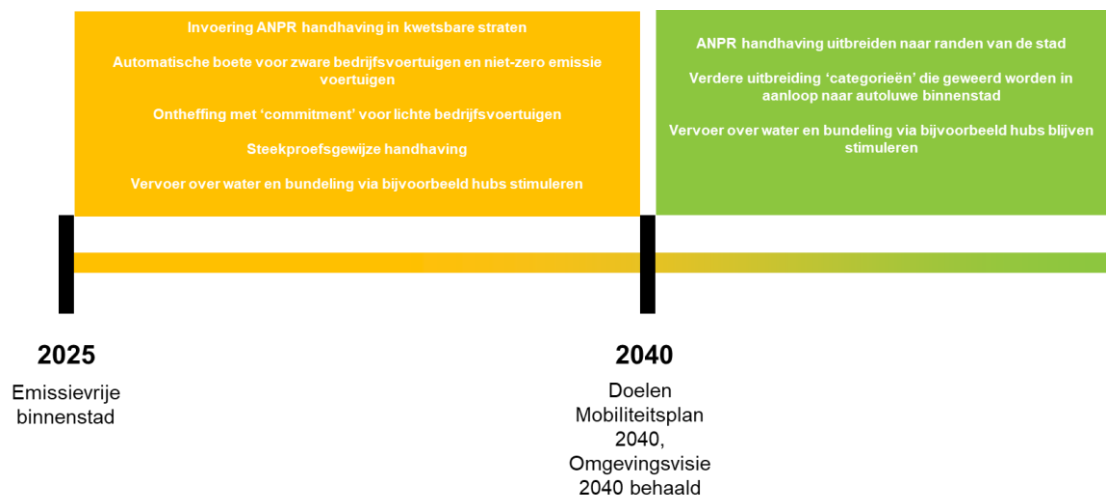 Invoering ANPR handhaving in kwetsbare straten
Automatische boete voor zware bedrijfsvoertuigen en niet-zero emissie
voertuigen
Ontheffing met ‘commitment’ voor lichte bedrijfsvoertuigen
Steekproefsgewijze handhaving
Vervoer over water en bundeling via bijvoorbeeld hubs stimuleren
ANPR handhaving uitbreiden naar randen van de stad
Verdere uitbreiding ‘categorieën’ die geweerd worden in
aanloop naar autoluwe binnenstad
Vervoer over water en bundeling via bijvoorbeeld hubs blijven
stimuleren
2025
Emissievrije
binnenstad
2040
Doelen
Mobiliteitsplan
2040,
Omgevingsvisie
2040 behaald